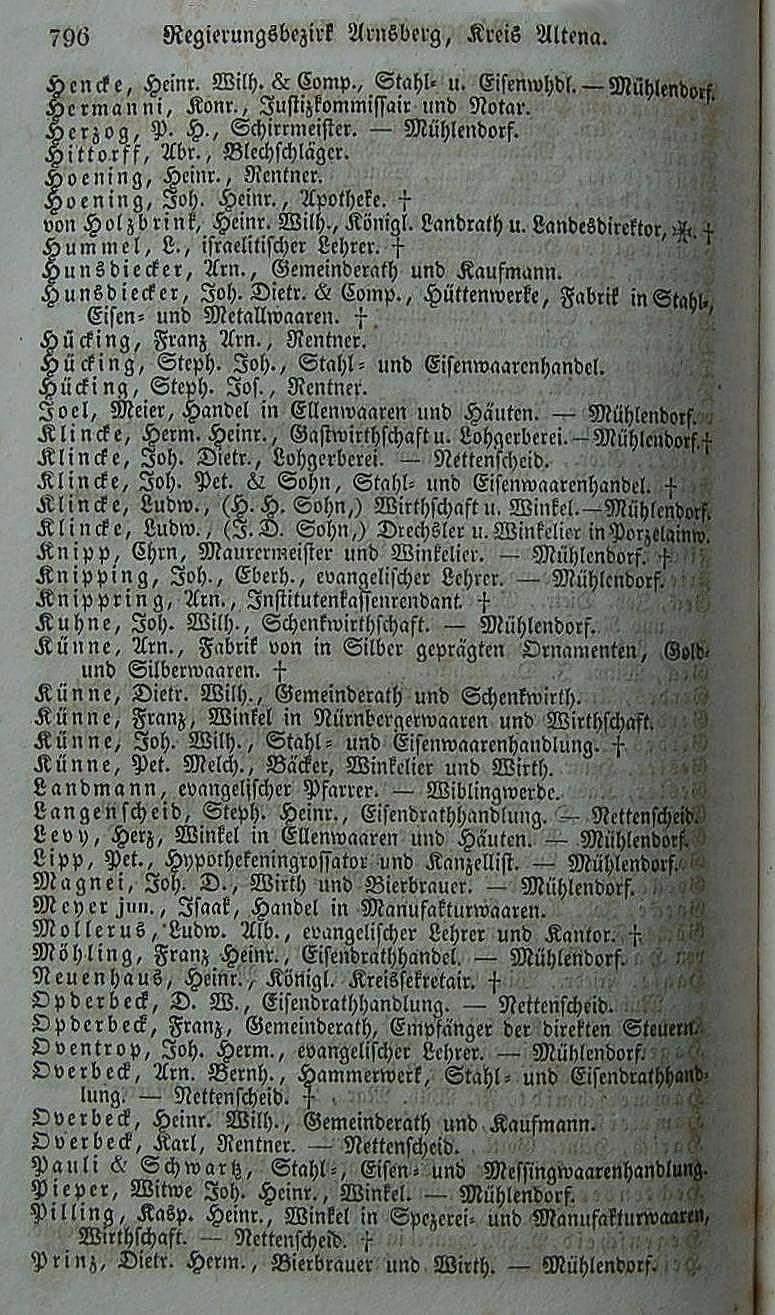 796 Regierungsbezirk Arnsberg, Kreis Altena.
Hencke, Heinr. Wilh. & Comp., Stahl- u. Eisenwhdl. — Mühlendorf.
Hermanni, Konr., Justizkommissair und Notar.
Herzog, P. H., Schirrmeister. — Mühlendorf.
Hittorff, Abr., Blechschläger.
Hoening, Heinr., Rentner.
Hoening, Joh. Heinr., Apotheke. †
von Holzbrink, Heinr. Wilh., Königl. Landrath u. Landesdirektor, ✠. †
Hummel, L., israelitischer Lehrer. †
Hunsdiecker, Arn., Gemeinderath und Kaufmann.
Hunsdiecker, Joh. Dietr. & Comp., Hüttenwerke, Fabrik in Stahl-,
Eisen- und Metallwaaren. †
Hücking, Franz Arn., Rentner.
Hücking, Steph. Joh., Stahl- und Eisenwaarenhandel.
Hücking, Steph. Jos., Rentner.
Joel, Meier, Handel in Ellenwaaren und Häuten. — Mühlendorf.
Klincke, Herm. Heinr., Gastwirthschaft u. Lohgerberei. — Mühlendorf. †
Klincke, Joh. Dietr., Lohgerberei. — Nettenscheid.
Klincke, Joh. Pet. & Sohn, Stahl- und Eisenwaarenhandel. †
Klincke, Ludw., (H. H. Sohn,) Wirthschaft u. Winkel. — Mühlendorf.
Klincke, Ludw., (J. D. Sohn,) Drechsler u. Winkelier in Porzelainw.
Knipp, Chrn, Maurermeister und Winkelier. — Mühlendorf. †
Knipping, Joh., Eberh., evangelischer Lehrer. — Mühlendorf.
Knippring, Arn., Institutenkassenrendant. †
Kuhne, Joh. Wilh., Schenkwirthschaft. — Mühlendorf.
Künne, Arn., Fabrik von in Silber geprägten Ornamenten, Gold-
und Silberwaaren. †
Künne, Dietr. Wilh., Gemeinderath und Schenkwirth.
Künne, Franz, Winkel in Nürnbergerwaaren und Wirthschaft.
Künne, Joh. Wilh., Stahl- und Eisenwaarenhandlung. †
Künne, Pet. Melch., Bäcker, Winkelier und Wirth.
Landmann, evangelischer Pfarrer. — Wiblingwerde.
Langenscheid, Steph. Heinr., Eisendrathhandlung. — Nettenscheid.
Levy, Herz, Winkel in Ellenwaaren und Häuten. — Mühlendorf.
Lipp, Pet., Hypothekeningrossator und Kanzellist. — Mühlendorf.
Magnei, Joh. D., Wirth und Bierbrauer. — Mühlendorf.
Meyer jun., Isaak, Handel in Manufakturwaaren.
Mollerus, Ludw. Alb., evangelischer Lehrer und Kantor. †
Möhling, Franz Heinr., Eisendrathhandel. — Mühlendorf.
Neuenhaus, Heinr., Königl. Kreissekretair. †
Opderbeck, D. W., Eisendrathhandlung. — Nettenscheid.
Opderbeck, Franz, Gemeinderath, Empfänger der direkten Steuern.
Oventrop, Joh. Herm., evangelischer Lehrer. — Mühlendorf.
Overbeck, Arn. Bernh., Hammerwerk, Stahl- und Eisendrathhand-
lung. — Nettenscheid. †
Overbeck, Heinr. Wilh., Gemeinderath und Kaufmann.
Overbeck, Karl, Rentner. — Nettenscheid.
Pauli & Schwartz, Stahl-, Eisen- und Messingwaarenhandlung.
Pieper, Witwe Joh. Heinr., Winkel. — Mühlendorf.
Pilling, Kasp. Heinr., Winkel in Spezerei- und Manufakturwaaren,
Wirthschaft. — Nettenscheid. †
Prinz, Dietr. Herm., Bierbrauer und Wirth. — Mühlendorf.